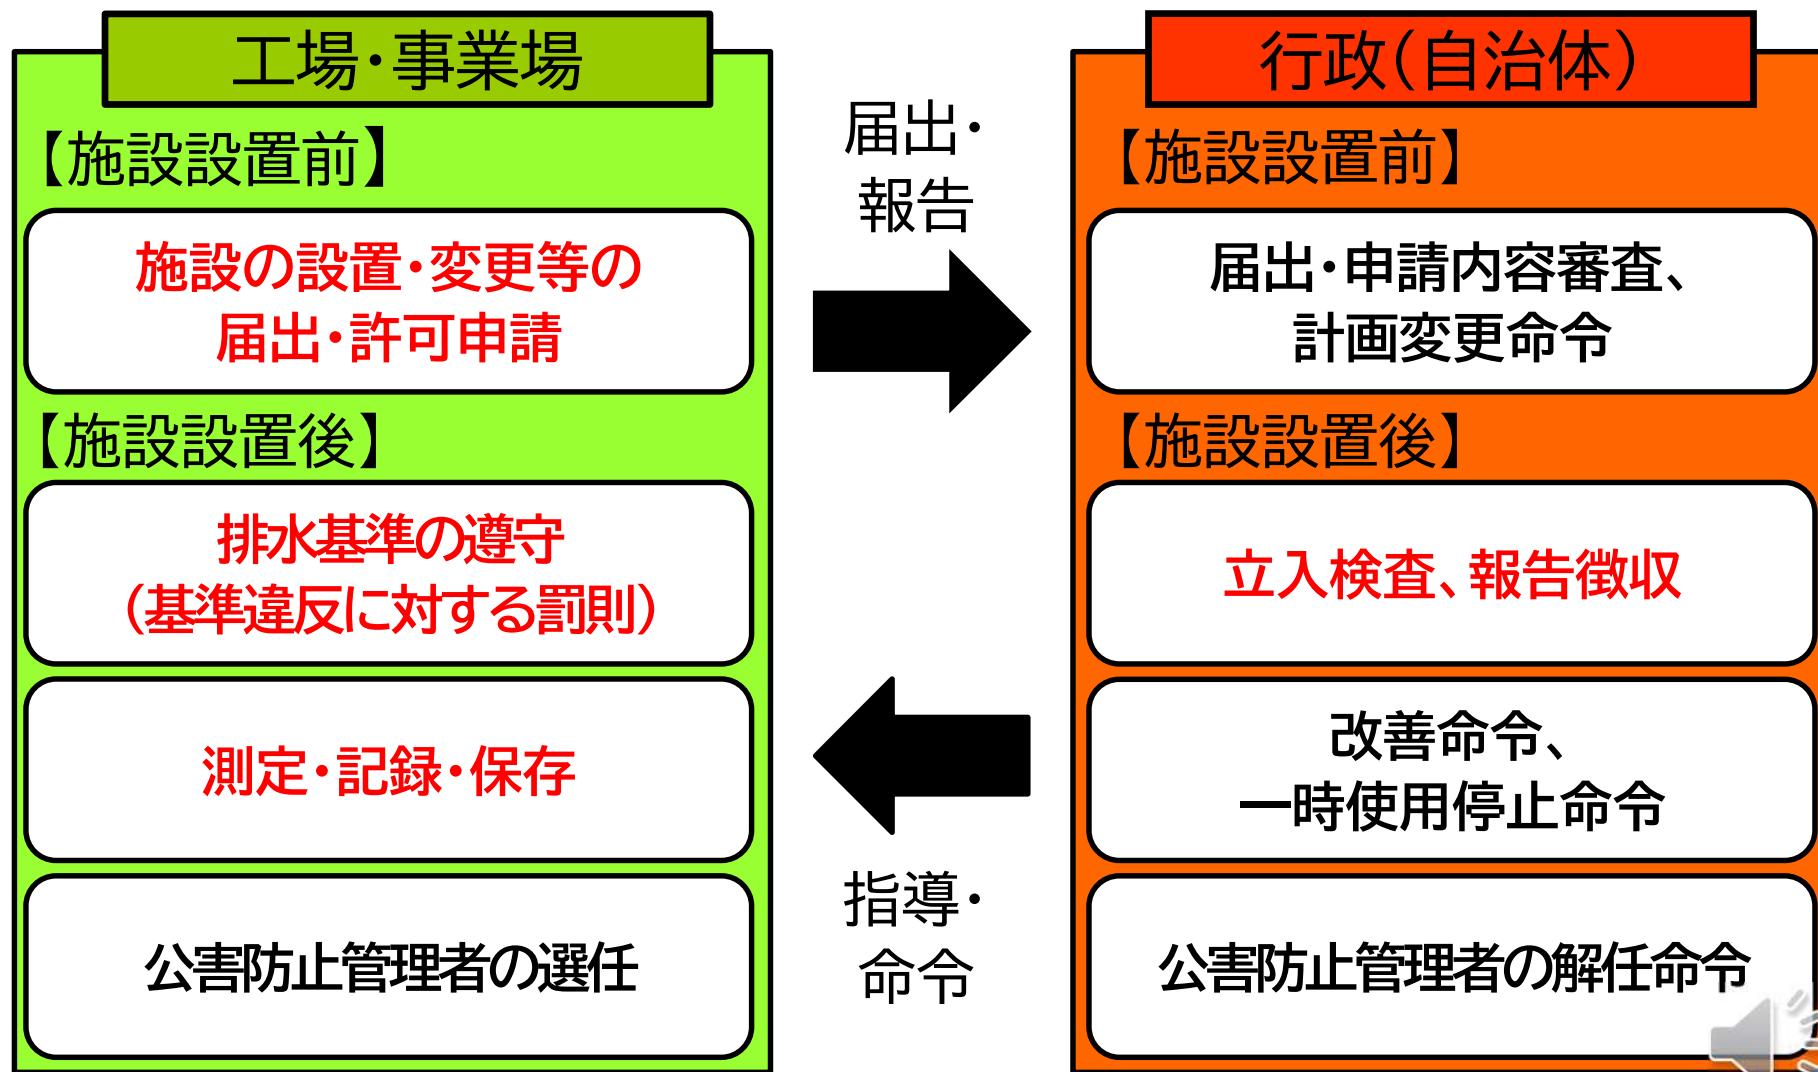 工場・事業場
【施設設置前】
施設の設置・変更等の
届出・許可申請
【施設設置後】
排水基準の遵守
（基準違反に対する罰則）
測定・記録・保存
公害防止管理者の選任
届出・
報告
指導・
命令
行政（自治体）
【施設設置前】
届出・申請内容審査、
計画変更命令
【施設設置後】
立入検査、報告徴収
改善命令、
一時使用停止命令
公害防止管理者の解任命令